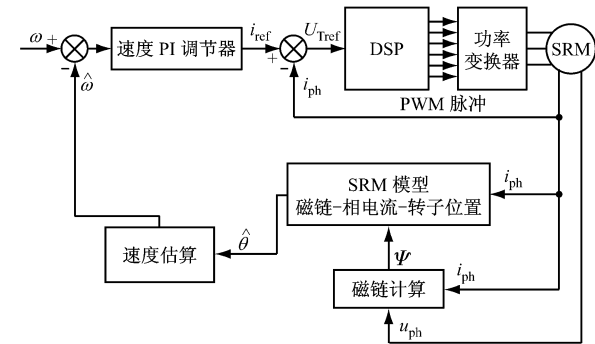 ω + 速度 PI 调节器 i_ref U_Tref DSP 功率 SRM
变换器
- ω̂ + - i_ph PWM 脉冲
SRM 模型 i_ph
磁链-相电流-转子位置
速度估算 θ̂ Ψ i_ph
磁链计算
u_ph